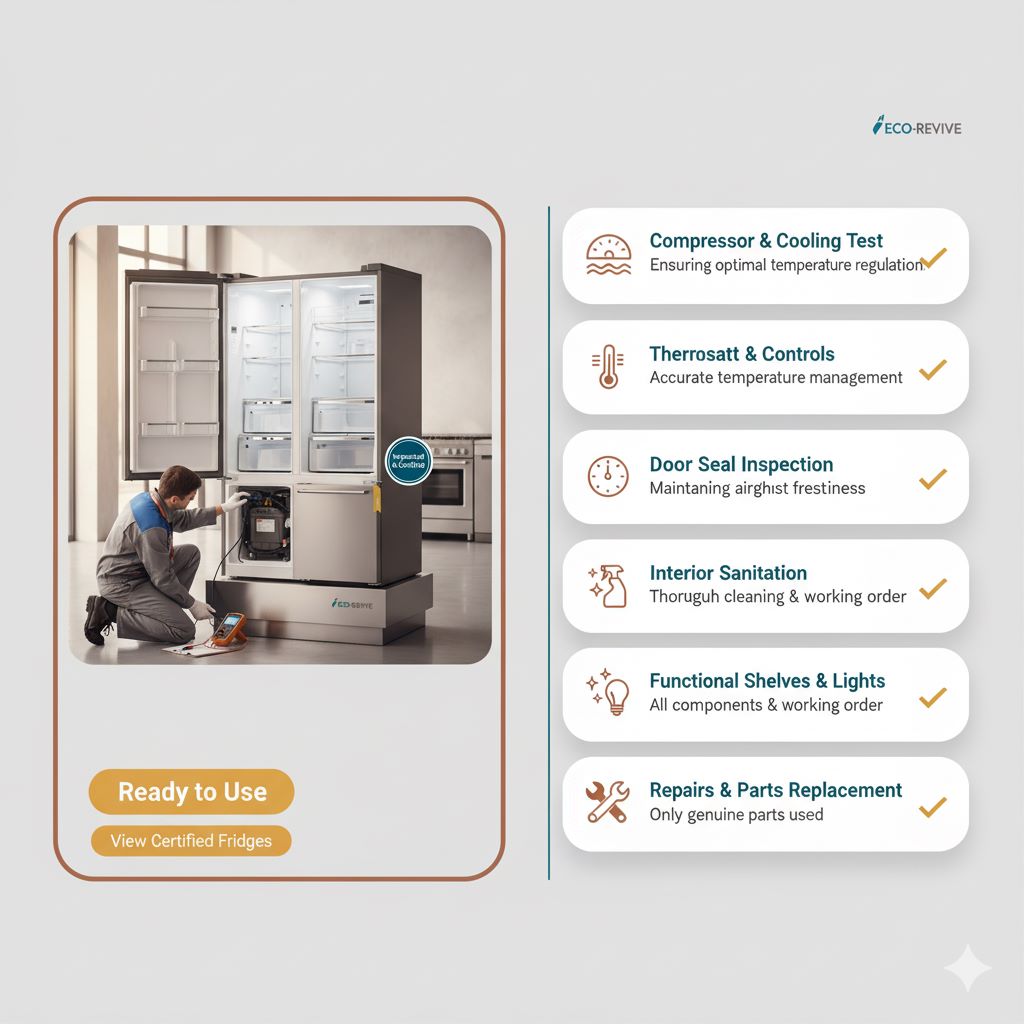 ECO-REVIVE
Compressor & Cooling Test
Ensuring optimal temperature regulation.
Therrosatt & Controls
Accurate temperature management
Door Seal Inspection
Maintaning airghıst frestiness
Interior Sanitation
Thoruguh cleaning & working order
Functional Shelves & Lights
All components & working order
Repairs & Parts Replacement
Only genuine parts used
Ready to Use
View Certified Fridges